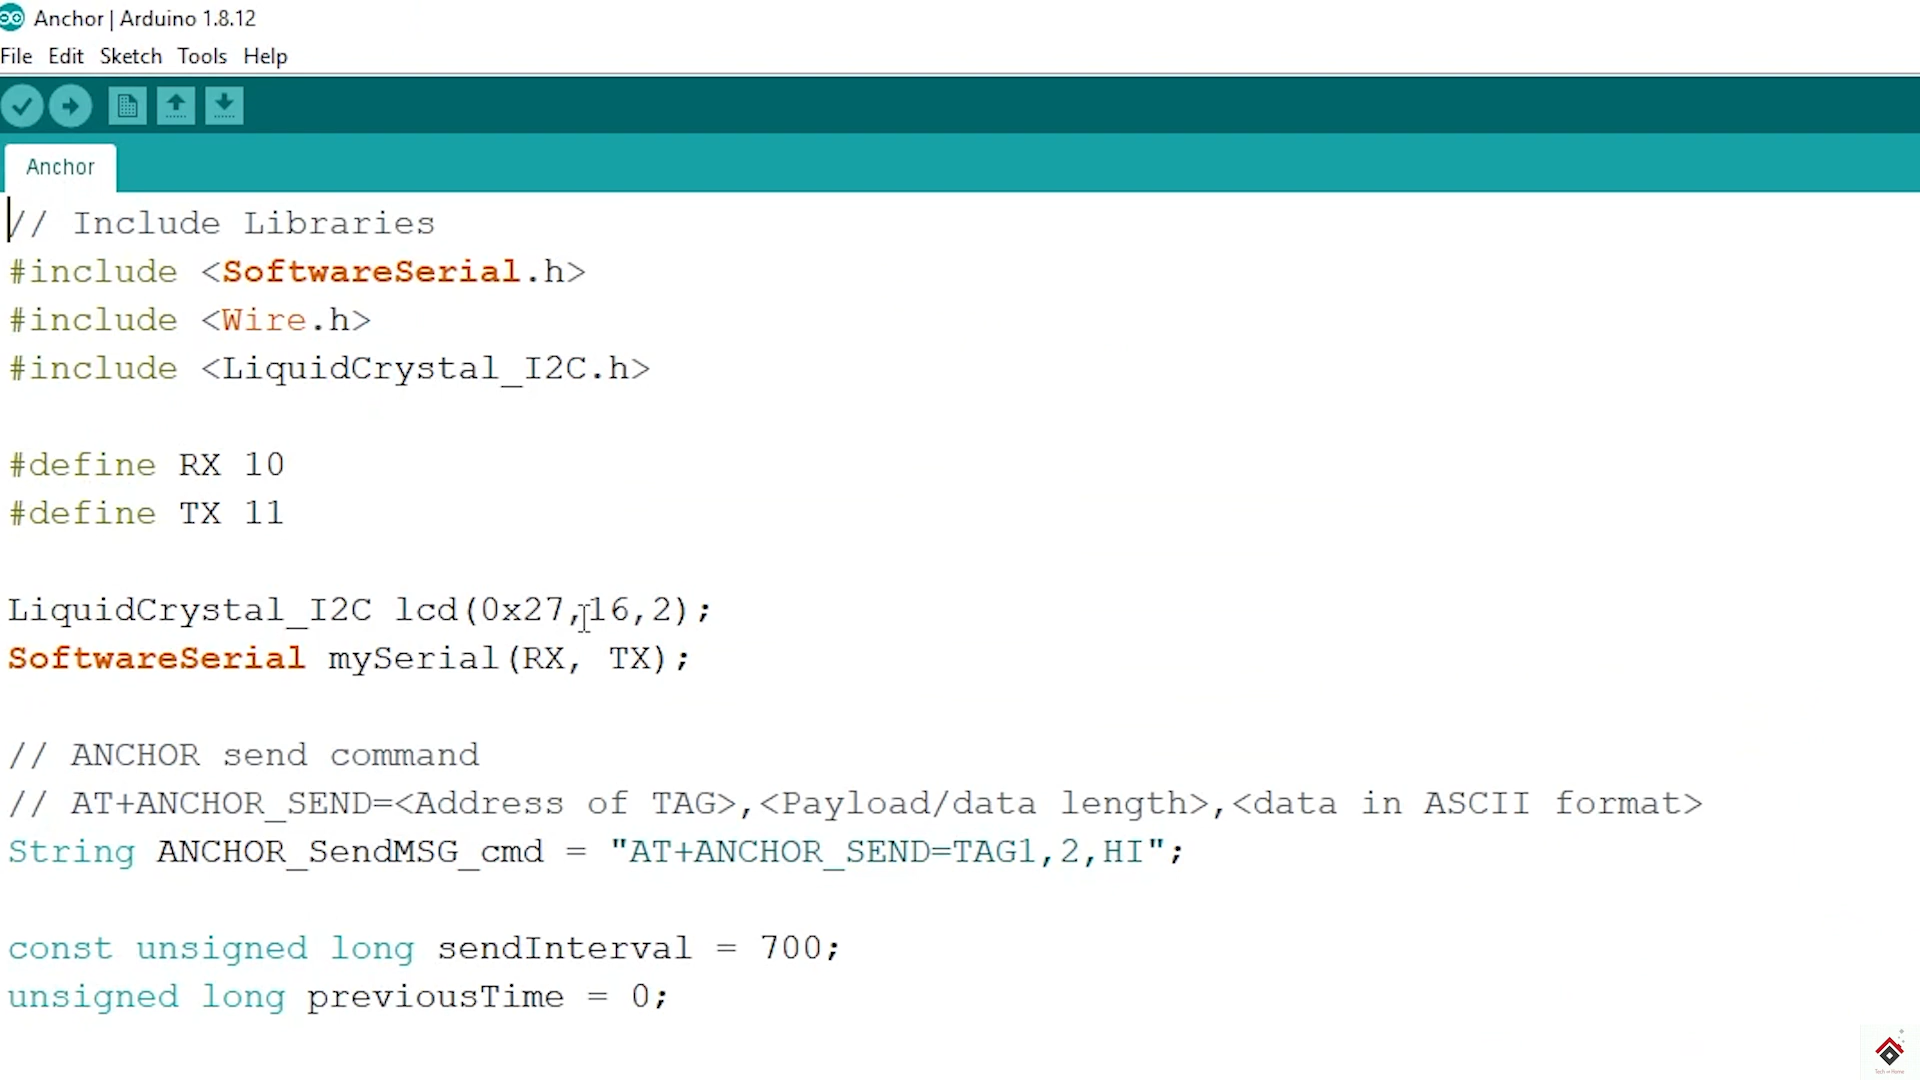 Anchor | Arduino 1.8.12
File Edit Sketch Tools Help
Anchor
// Include Libraries
#include <SoftwareSerial.h>
#include <Wire.h>
#include <LiquidCrystal_I2C.h>
#define RX 10
#define TX 11
LiquidCrystal_I2C lcd(0x27,16,2);
SoftwareSerial mySerial(RX, TX);
// ANCHOR send command
// AT+ANCHOR_SEND=<Address of TAG>,<Payload/data length>,<data in ASCII format>
String ANCHOR_SendMSG_cmd = "AT+ANCHOR_SEND=TAG1,2,HI";
const unsigned long sendInterval = 700;
unsigned long previousTime = 0;
Tech at Home